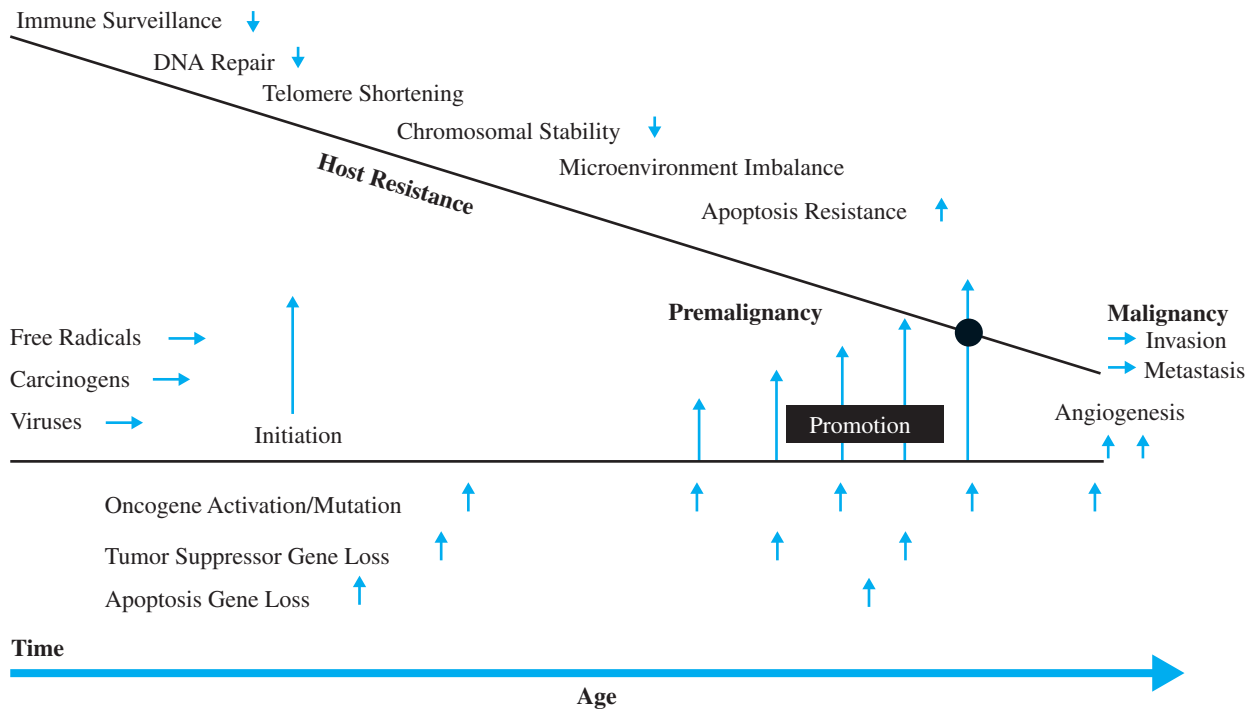 Immune Surveillance
DNA Repair
Telomere Shortening
Chromosomal Stability
Microenvironment Imbalance
Host Resistance
Apoptosis Resistance
Premalignancy
Malignancy
Free Radicals
Invasion
Carcinogens
Metastasis
Viruses
Initiation
Promotion
Angiogenesis
Oncogene Activation/Mutation
Tumor Suppressor Gene Loss
Apoptosis Gene Loss
Time
Age